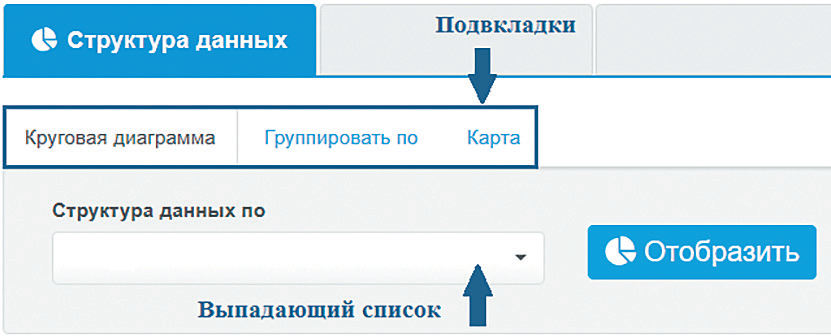 Подвкладки
Структура данных
Круговая диаграмма Группировать по Карта
Структура данных по
Отобразить
Выпадающий список